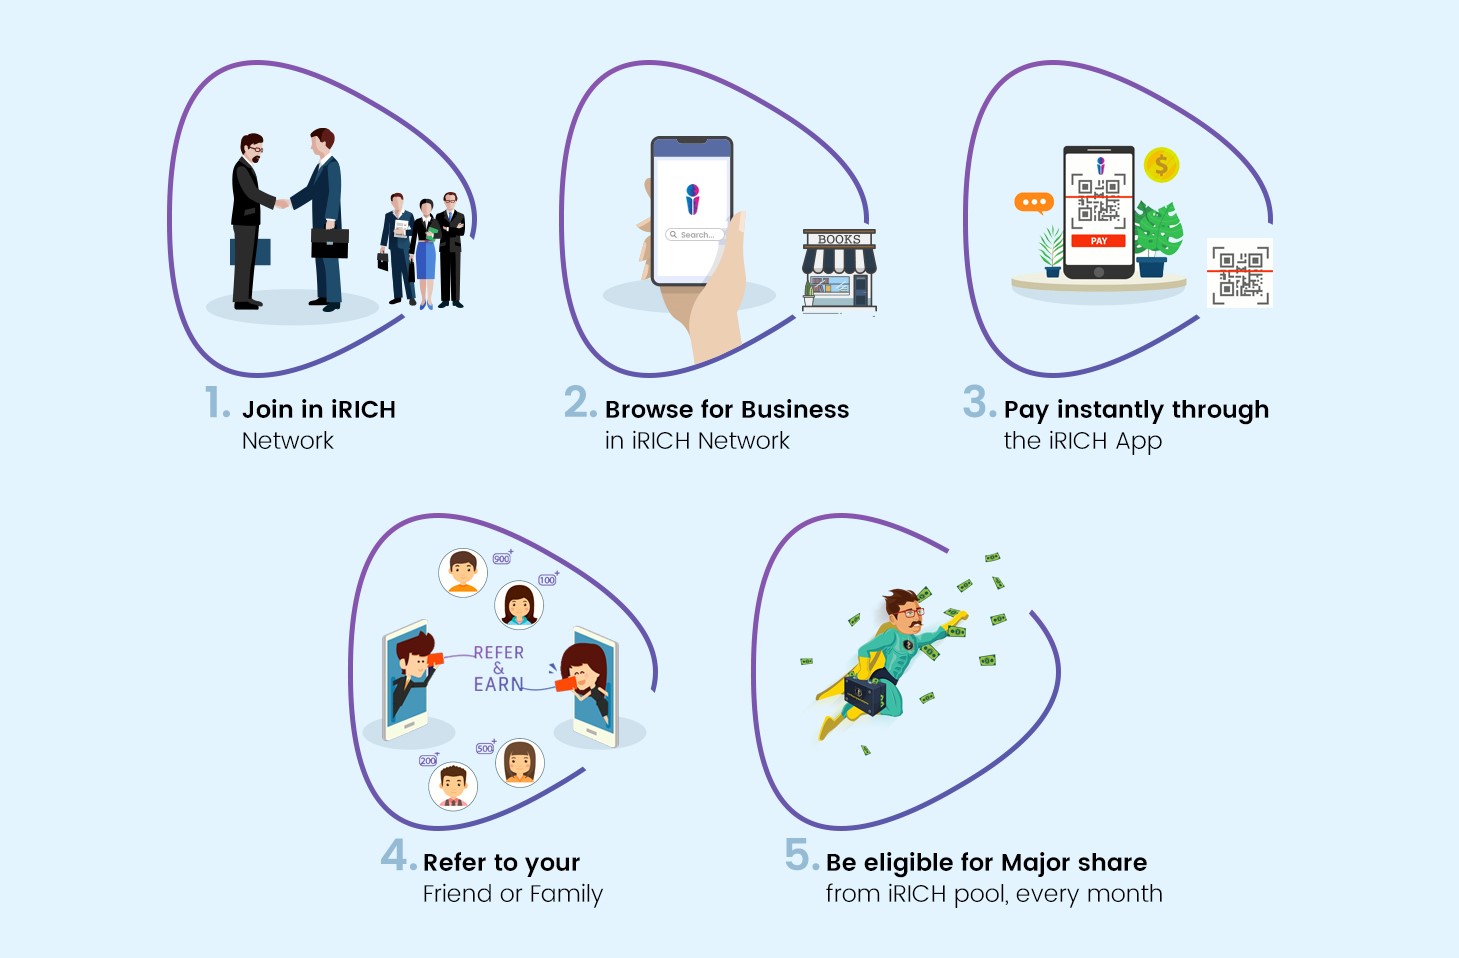 BOOKS
Search...
PAY
1. Join in iRICH
Network
2. Browse for Business
in iRICH Network
3. Pay instantly through
the iRICH App
900+
100+
REFER
&
EARN
500+
200+
4. Refer to your
Friend or Family
5. Be eligible for Major share
from iRICH pool, every month